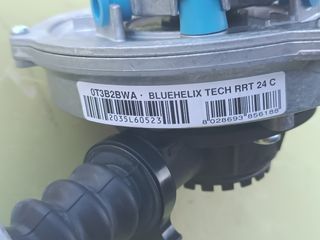 0T3B2BWA - BLUEHELIX TECH RRT 24 C
2035L60523
8 028693 856188